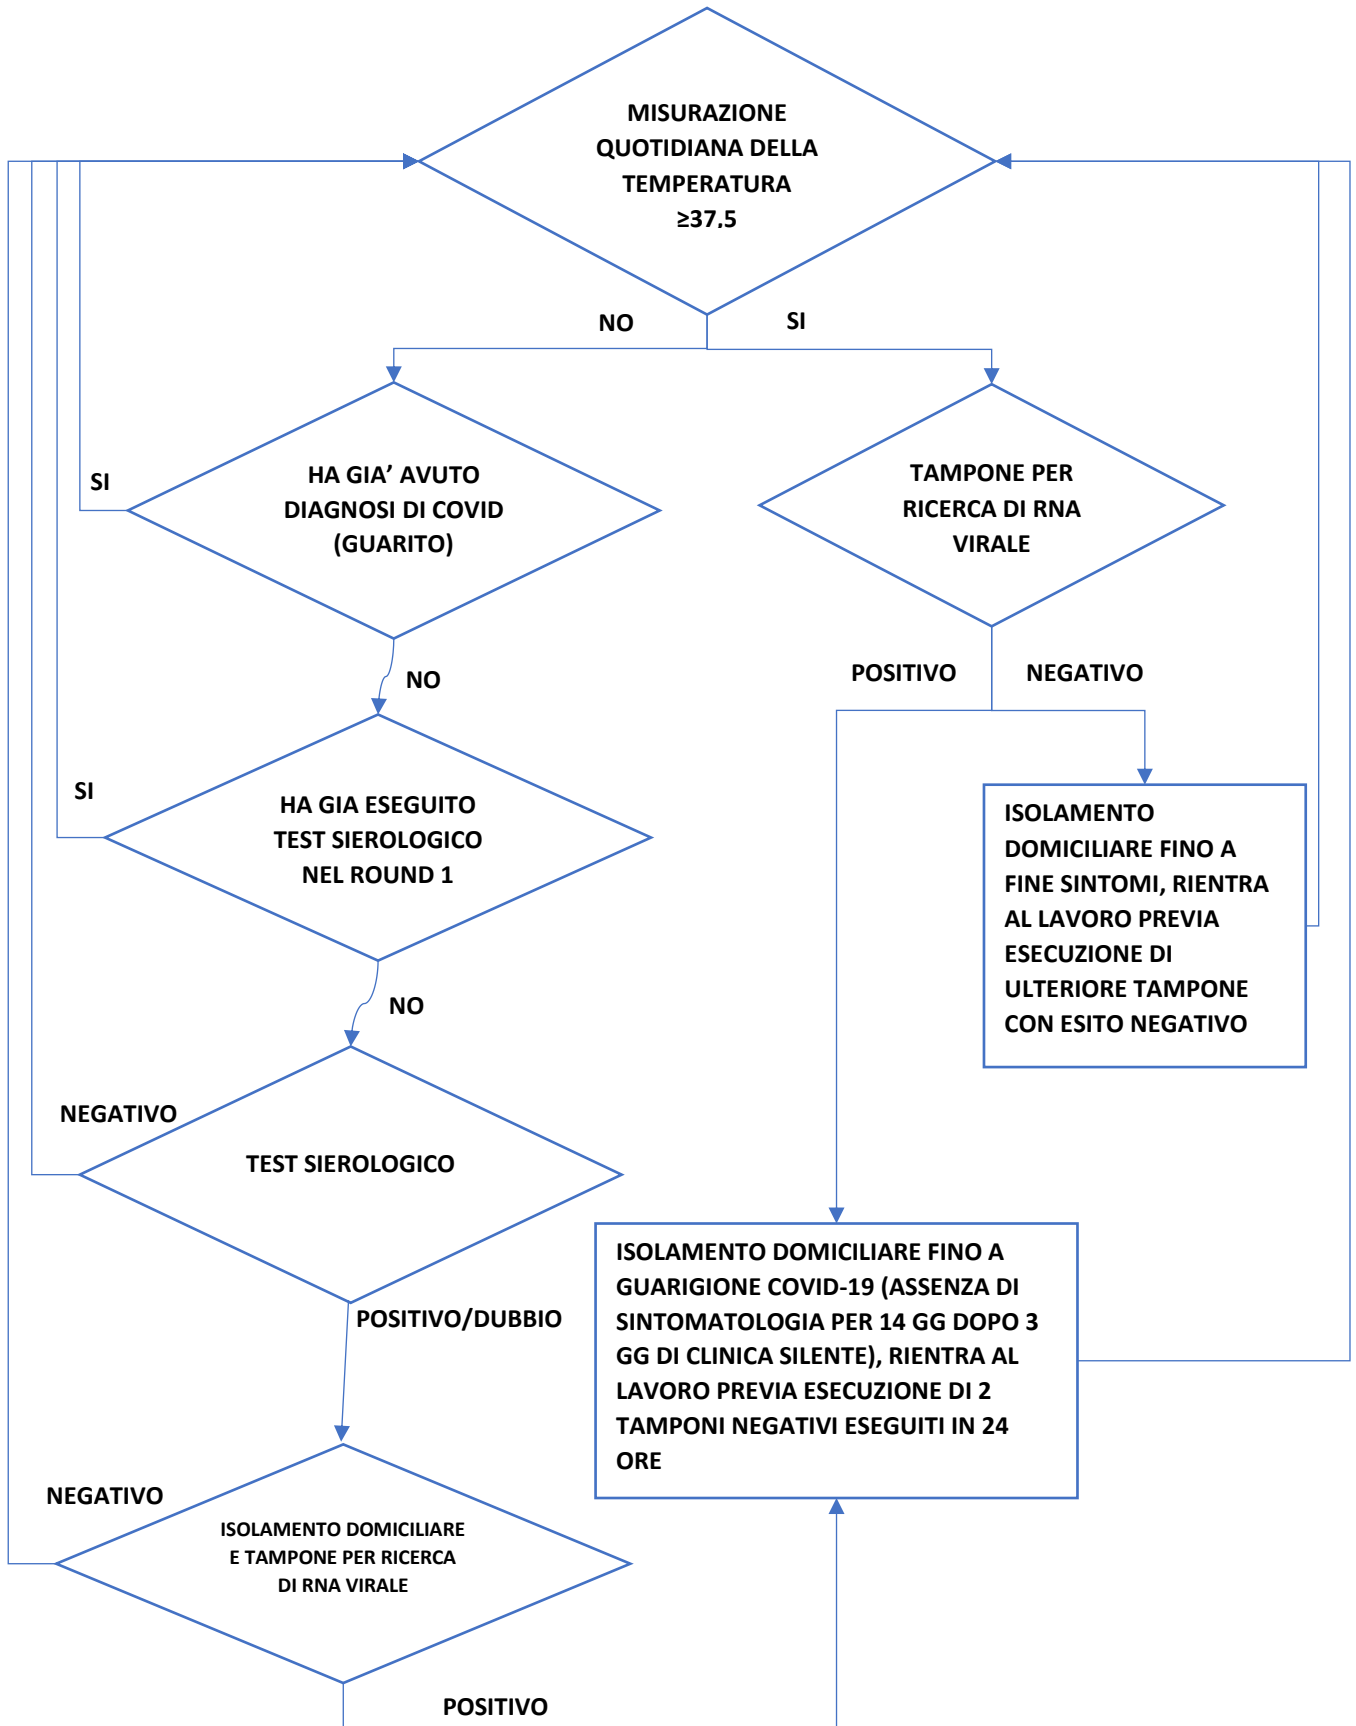 MISURAZIONE
QUOTIDIANA DELLA
TEMPERATURA
≥37,5
NO
SI
HA GIA’ AVUTO
DIAGNOSI DI COVID
(GUARITO)
SI
TAMPONE PER
RICERCA DI RNA
VIRALE
NO
POSITIVO
NEGATIVO
HA GIA ESEGUITO
TEST SIEROLOGICO
NEL ROUND 1
SI
ISOLAMENTO
DOMICILIARE FINO A
FINE SINTOMI, RIENTRA
AL LAVORO PREVIA
ESECUZIONE DI
ULTERIORE TAMPONE
CON ESITO NEGATIVO
NO
NEGATIVO
TEST SIEROLOGICO
POSITIVO/DUBBIO
ISOLAMENTO DOMICILIARE FINO A
GUARIGIONE COVID-19 (ASSENZA DI
SINTOMATOLOGIA PER 14 GG DOPO 3
GG DI CLINICA SILENTE), RIENTRA AL
LAVORO PREVIA ESECUZIONE DI 2
TAMPONI NEGATIVI ESEGUITI IN 24
ORE
NEGATIVO
ISOLAMENTO DOMICILIARE
E TAMPONE PER RICERCA
DI RNA VIRALE
POSITIVO